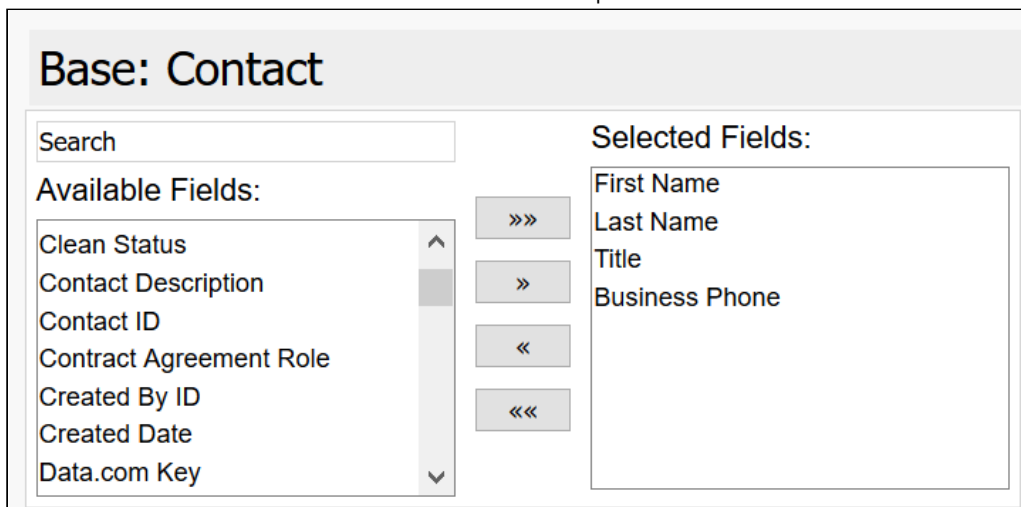 Base: Contact
Search
Available Fields:
Clean Status
Contact Description
Contact ID
Contract Agreement Role
Created By ID
Created Date
Data.com Key
»»
»
«
««
Selected Fields:
First Name
Last Name
Title
Business Phone